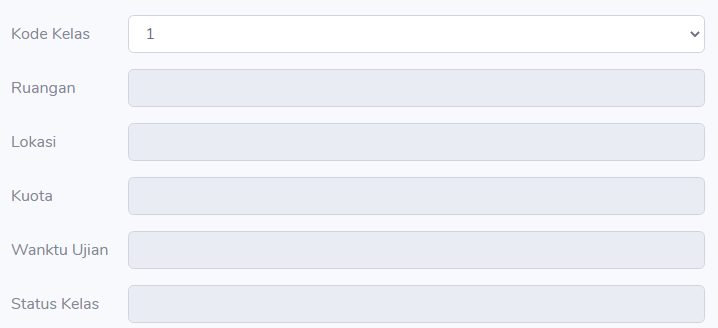 Kode Kelas 1
Ruangan
Lokasi
Kuota
Wanktu Ujian
Status Kelas